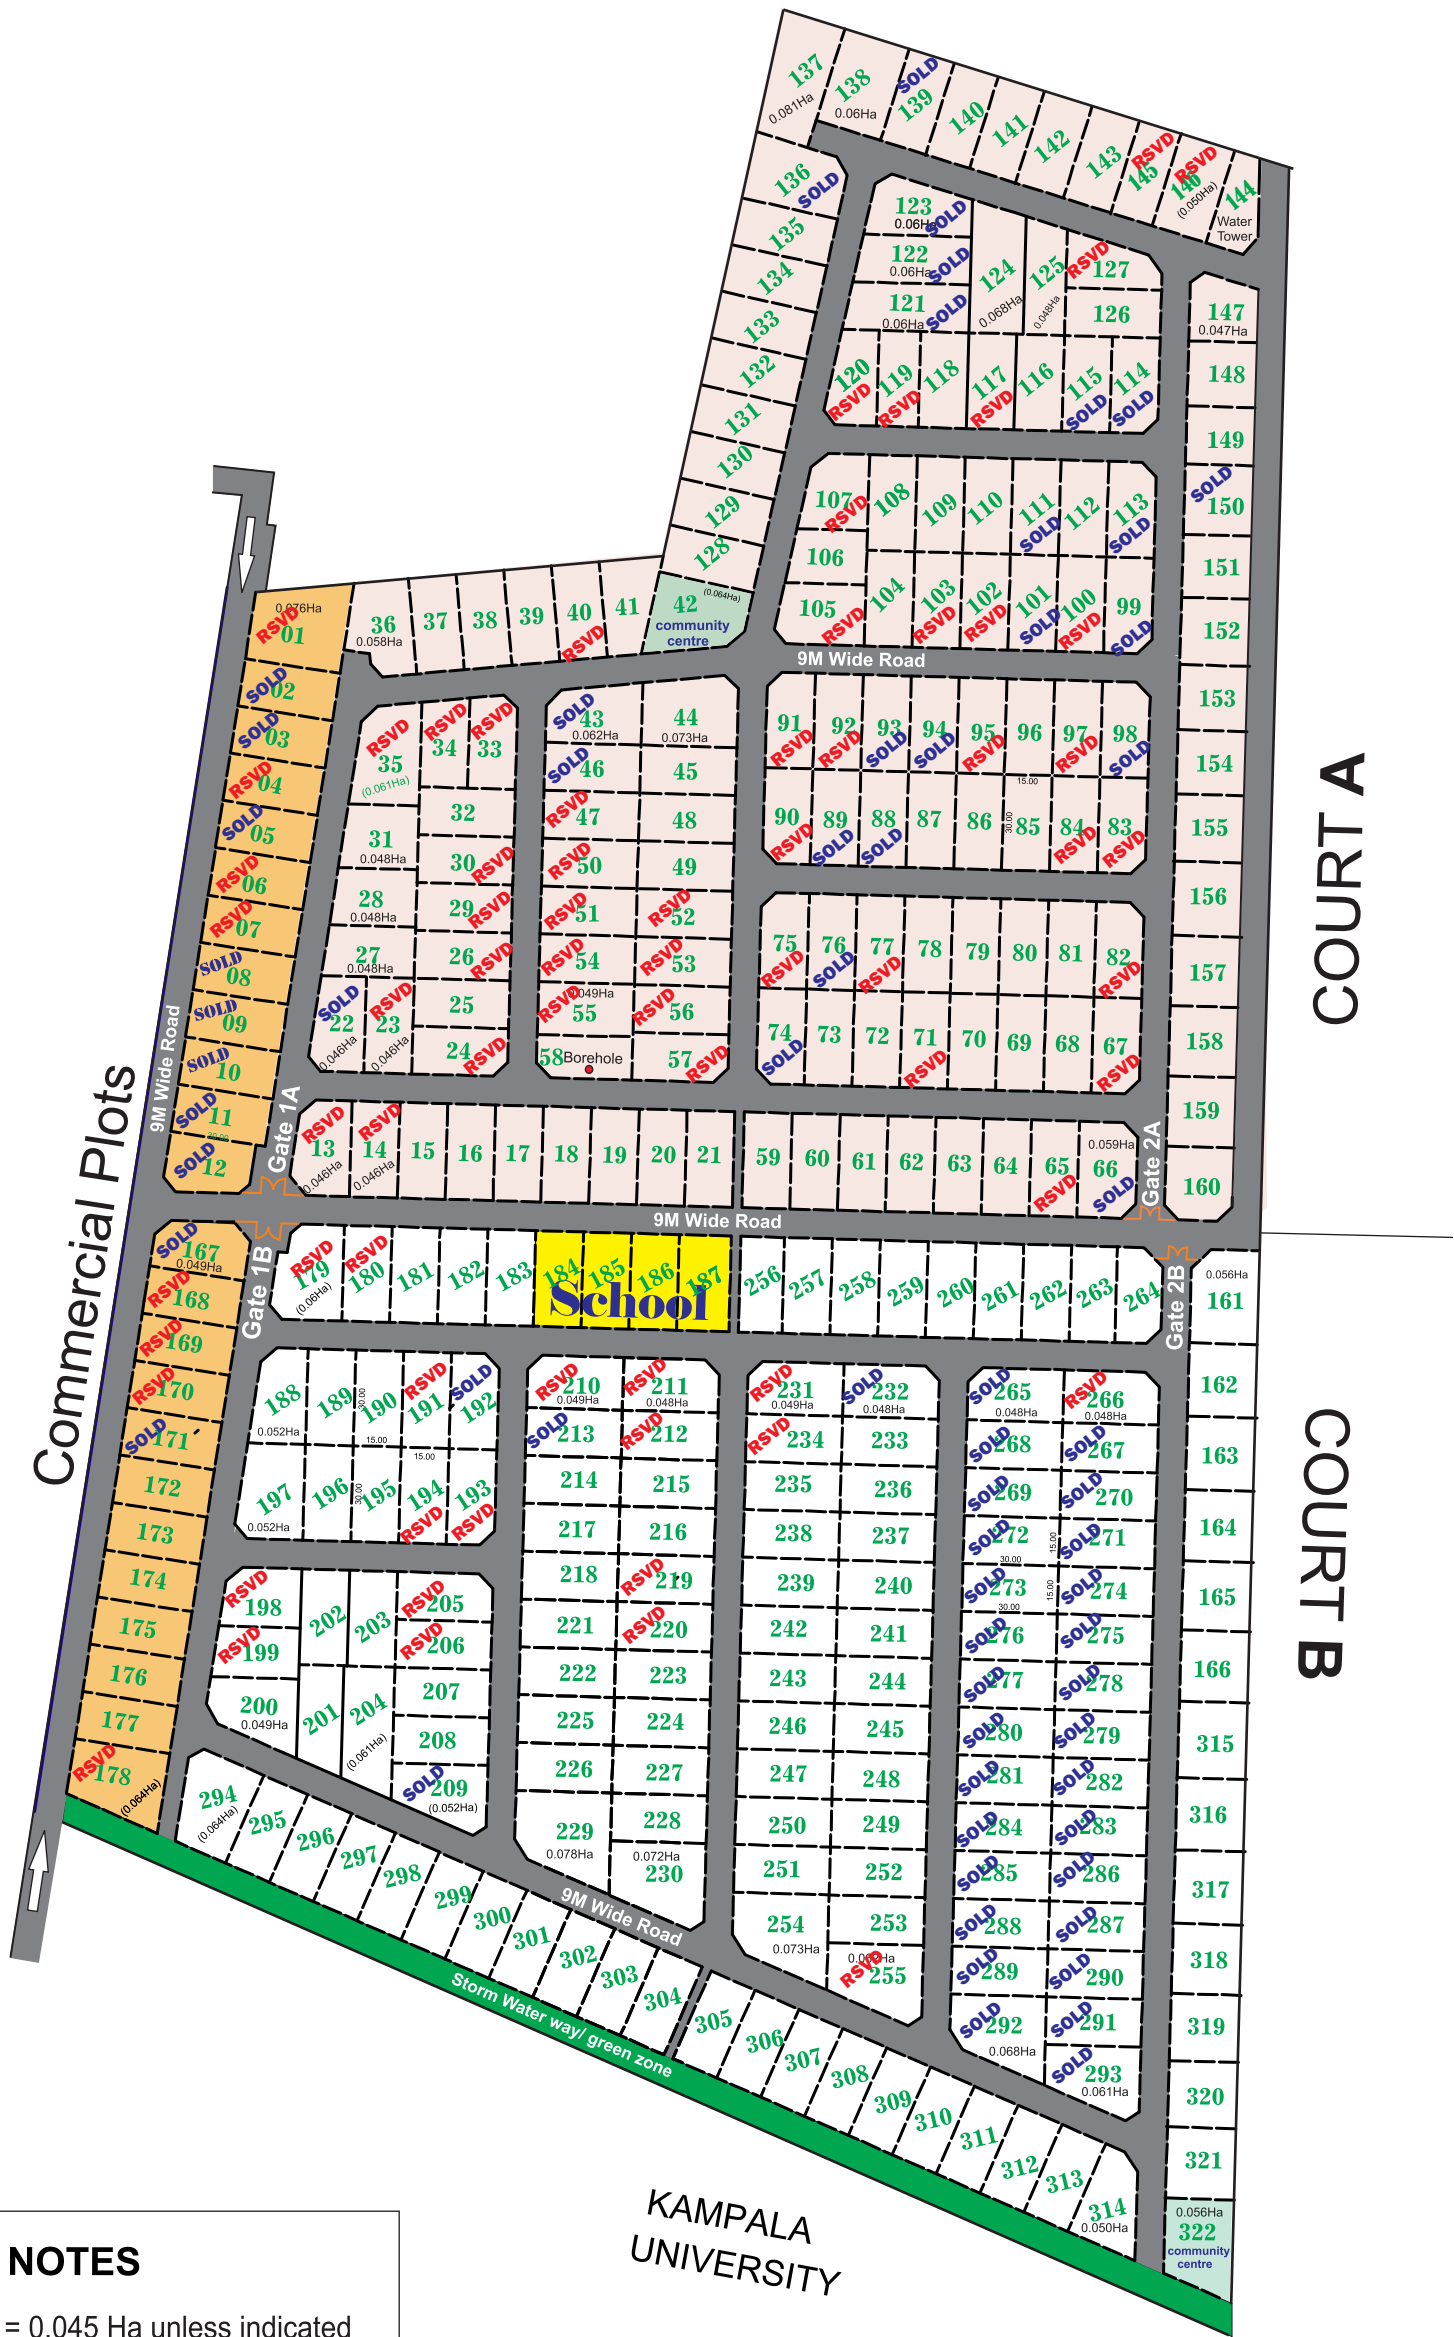 137
0.081Ha
138
0.06Ha
SOLD
139
140
141
142
143
RSVD
145
RSVD
146
(0.050Ha)
144
Water
Tower
136
SOLD
135
134
133
132
131
130
129
128
123
0.06Ha
SOLD
122
0.06Ha
SOLD
121
0.06Ha
SOLD
124
0.068Ha
125
0.048Ha
RSVD
127
126
120
RSVD
119
RSVD
118
117
RSVD
116
115
SOLD
114
SOLD
147
0.047Ha
148
149
SOLD
150
151
152
153
154
155
156
157
158
159
160
107
RSVD
108
109
110
111
SOLD
112
113
SOLD
106
105
RSVD
104
103
RSVD
102
RSVD
101
SOLD
100
RSVD
99
SOLD
9M Wide Road
COURT A
0.076Ha
RSVD
01
SOLD
02
SOLD
03
RSVD
04
SOLD
05
RSVD
06
RSVD
07
SOLD
08
SOLD
09
SOLD
10
SOLD
11
30.00
SOLD
12
36
0.058Ha
37
38
39
40
RSVD
41
42
(0.064Ha)
community
centre
RSVD
35
(0.061Ha)
RSVD
34
RSVD
33
32
31
0.048Ha
30
RSVD
28
0.048Ha
29
RSVD
27
0.048Ha
26
RSVD
SOLD
22
0.046Ha
RSVD
23
0.046Ha
25
24
RSVD
SOLD
43
0.062Ha
44
0.073Ha
SOLD
46
45
RSVD
47
48
RSVD
50
49
RSVD
51
RSVD
52
RSVD
54
RSVD
53
0.049Ha
RSVD
55
RSVD
56
58
Borehole
57
RSVD
91
RSVD
92
RSVD
93
SOLD
94
SOLD
95
RSVD
96
97
RSVD
98
SOLD
15.00
30.00
90
RSVD
89
SOLD
88
SOLD
87
86
85
84
RSVD
83
RSVD
75
RSVD
76
SOLD
77
RSVD
78
79
80
81
82
RSVD
74
SOLD
73
72
71
RSVD
70
69
68
67
RSVD
9M Wide Road
Commercial Plots
Gate 1A
RSVD
13
0.046Ha
RSVD
14
0.046Ha
15
16
17
18
19
20
21
59
60
61
62
63
64
65
RSVD
0.059Ha
66
SOLD
Gate 2A
9M Wide Road
SOLD
167
0.049Ha
RSVD
168
RSVD
169
RSVD
170
SOLD
171
172
173
174
175
176
177
RSVD
178
(0.064Ha)
Gate 1B
RSVD
179
(0.06Ha)
RSVD
180
181
182
183
184
185
186
187
School
256
257
258
259
260
261
262
263
264
Gate 2B
0.056Ha
161
162
163
164
165
166
315
316
317
318
319
320
321
0.056Ha
322
community
centre
COURT B
188
0.052Ha
189
30.00
190
15.00
RSVD
191
15.00
SOLD
192
197
0.052Ha
196
30.00
195
194
RSVD
193
RSVD
RSVD
198
RSVD
199
200
0.049Ha
202
203
201
204
(0.061Ha)
RSVD
205
RSVD
206
207
208
SOLD
209
(0.052Ha)
RSVD
210
0.049Ha
RSVD
211
0.048Ha
SOLD
213
RSVD
212
214
215
217
216
218
RSVD
219
221
RSVD
220
222
223
225
224
226
227
229
0.078Ha
228
0.072Ha
230
RSVD
231
0.049Ha
SOLD
232
0.048Ha
RSVD
234
233
235
236
238
237
239
240
242
241
243
244
246
245
247
248
250
249
251
252
254
0.073Ha
253
RSVD
255
SOLD
265
0.048Ha
RSVD
266
0.048Ha
SOLD
268
SOLD
267
SOLD
269
SOLD
270
SOLD
272
30.00
15.00
SOLD
271
SOLD
273
30.00
15.00
SOLD
274
SOLD
276
SOLD
275
SOLD
277
SOLD
278
SOLD
280
SOLD
279
SOLD
281
SOLD
282
SOLD
284
SOLD
283
SOLD
285
SOLD
286
SOLD
288
SOLD
287
SOLD
289
SOLD
290
SOLD
292
0.068Ha
SOLD
291
SOLD
293
0.061Ha
294
(0.064Ha)
295
296
297
298
299
300
301
302
303
304
305
306
307
308
309
310
311
312
313
314
0.050Ha
9M Wide Road
Storm Water way/ green zone
KAMPALA
UNIVERSITY
NOTES
= 0.045 Ha unless indicated